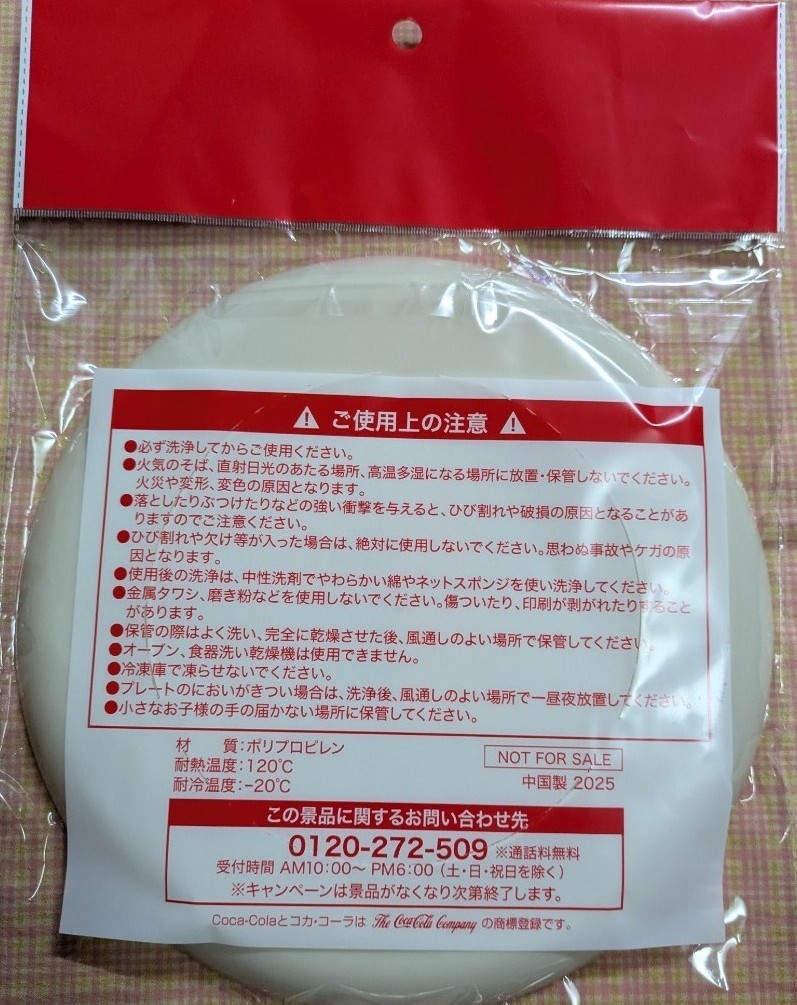 ⚠ ご使用上の注意 ⚠
●必ず洗浄してからご使用ください。
●火気のそば、直射日光のあたる場所、高温多湿になる場所に放置・保管しないでください。
火災や変形、変色の原因となります。
●落としたりぶつけたりなどの強い衝撃を与えると、ひび割れや破損の原因となることがあ
りますのでご注意ください。
●ひび割れや欠け等が入った場合は、絶対に使用しないでください。思わぬ事故やケガの原
因となります。
●使用後の洗浄は、中性洗剤でやわらかい綿やネットスポンジを使い洗浄してください。
●金属タワシ、磨き粉などを使用しないでください。傷ついたり、印刷が剥がれたりすること
があります。
●保管の際はよく洗い、完全に乾燥させた後、風通しのよい場所で保管してください。
●オーブン、食器洗い乾燥機は使用できません。
●冷凍庫で凍らせないでください。
●プレートのにおいがきつい場合は、洗浄後、風通しのよい場所で一昼夜放置してください。
●小さなお子様の手の届かない場所に保管してください。
材 質:ポリプロピレン
耐熱温度:120℃
耐冷温度:-20℃
NOT FOR SALE
中国製 2025
この景品に関するお問い合わせ先
0120-272-509 ※通話料無料
受付時間 AM10:00～ PM6:00 (土・日・祝日を除く)
※キャンペーンは景品がなくなり次第終了します。
Coca-Colaとコカ・コーラは The Coca-Cola Company の商標登録です。